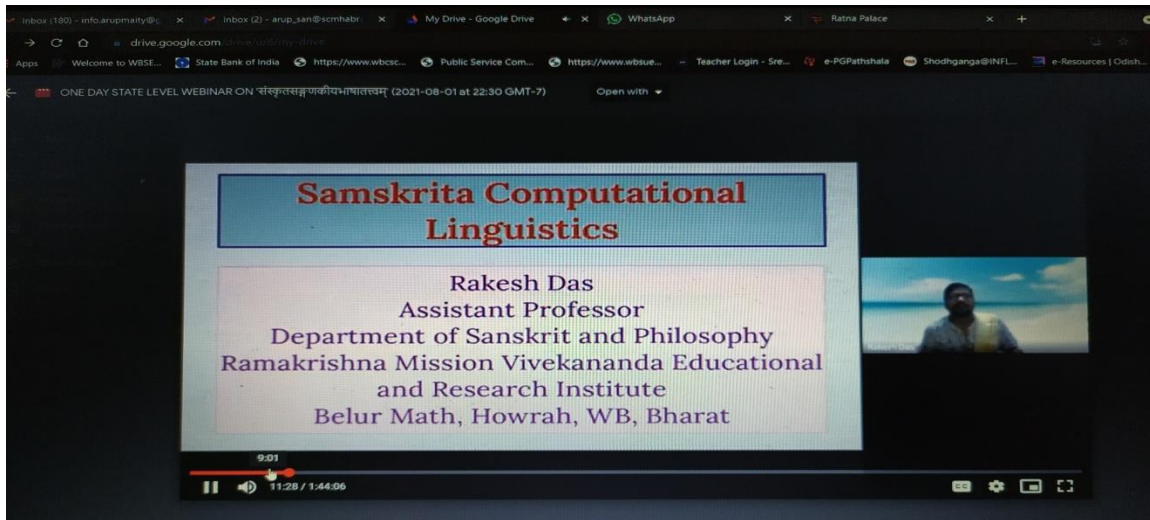 Inbox (180) - info.arupmaity@g
Inbox (2) - arup_san@scmhabr
My Drive - Google Drive
WhatsApp
Ratna Palace
drive.google.com/drive/u/6/my-drive
Apps
Welcome to WBSE...
State Bank of India
https://www.wbcsc...
Public Service Com...
https://www.wbsue...
Teacher Login - Sre...
e-PGPathshala
Shodhganga@INFL...
e-Resources | Odish...
ONE DAY STATE LEVEL WEBINAR ON 'संस्कृतसङ्गणकीयभाषातत्त्वम्' (2021-08-01 at 22:30 GMT-7)
Open with
Samskrita Computational
Linguistics
Rakesh Das
Assistant Professor
Department of Sanskrit and Philosophy
Ramakrishna Mission Vivekananda Educational
and Research Institute
Belur Math, Howrah, WB, Bharat
9:01
11:28 / 1:44:06
CC